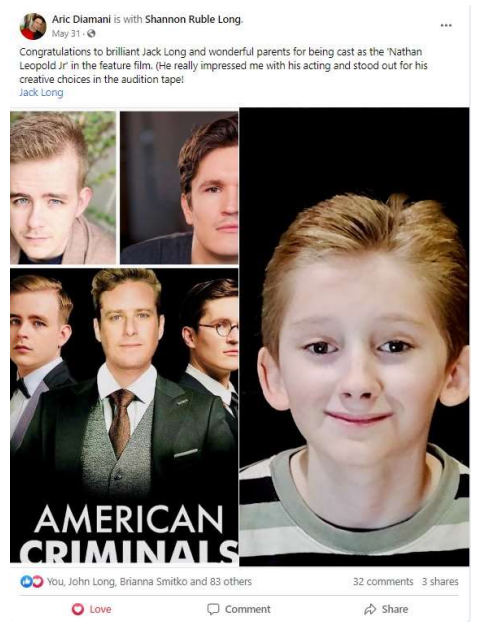 Aric Diamani is with Shannon Ruble Long.
May 31 ·
Congratulations to brilliant Jack Long and wonderful parents for being cast as the 'Nathan
Leopold Jr' in the feature film. (He really impressed me with his acting and stood out for his
creative choices in the audition tape!
Jack Long
AMERICAN
CRIMINALS
You, John Long, Brianna Smitko and 83 others
32 comments 3 shares
Love
Comment
Share